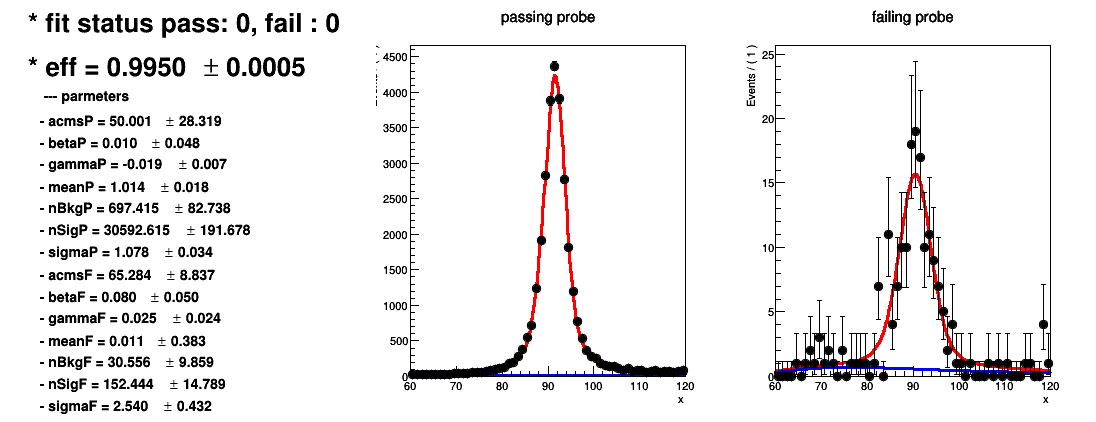 * fit status pass: 0, fail : 0
* eff = 0.9950 ± 0.0005
--- parmeters
- acmsP = 50.001 ± 28.319
- betaP = 0.010 ± 0.048
- gammaP = -0.019 ± 0.007
- meanP = 1.014 ± 0.018
- nBkgP = 697.415 ± 82.738
- nSigP = 30592.615 ± 191.678
- sigmaP = 1.078 ± 0.034
- acmsF = 65.284 ± 8.837
- betaF = 0.080 ± 0.050
- gammaF = 0.025 ± 0.024
- meanF = 0.011 ± 0.383
- nBkgF = 30.556 ± 9.859
- nSigF = 152.444 ± 14.789
- sigmaF = 2.540 ± 0.432
passing probe
4500
4000
3500
3000
2500
2000
1500
1000
500
0
60 70 80 90 100 110 120
x
failing probe
Events / ( 1 )
25
20
15
10
5
0
60 70 80 90 100 110 120
x